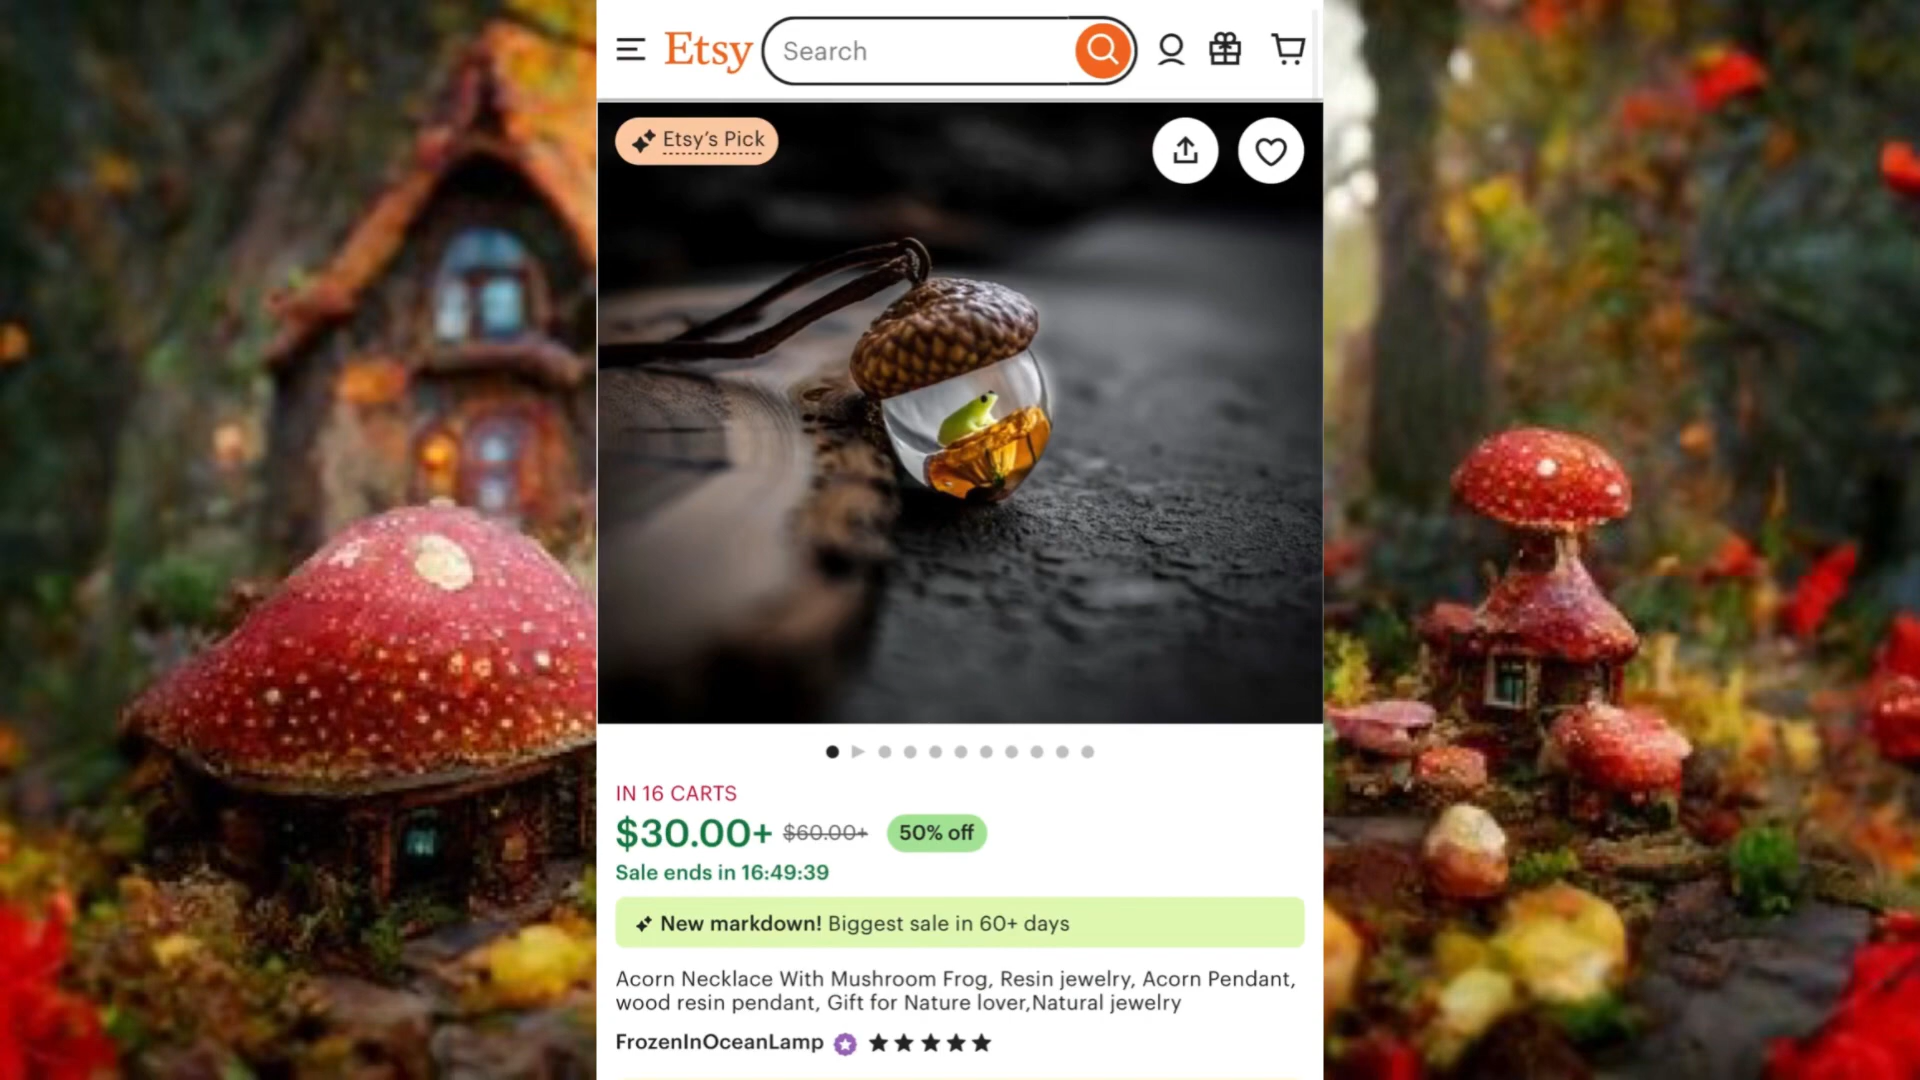 Etsy
Search
Etsy's Pick
IN 16 CARTS
$30.00+ $60.00+ 50% off
Sale ends in 16:49:39
New markdown! Biggest sale in 60+ days
Acorn Necklace With Mushroom Frog, Resin jewelry, Acorn Pendant,
wood resin pendant, Gift for Nature lover,Natural jewelry
FrozenInOceanLamp